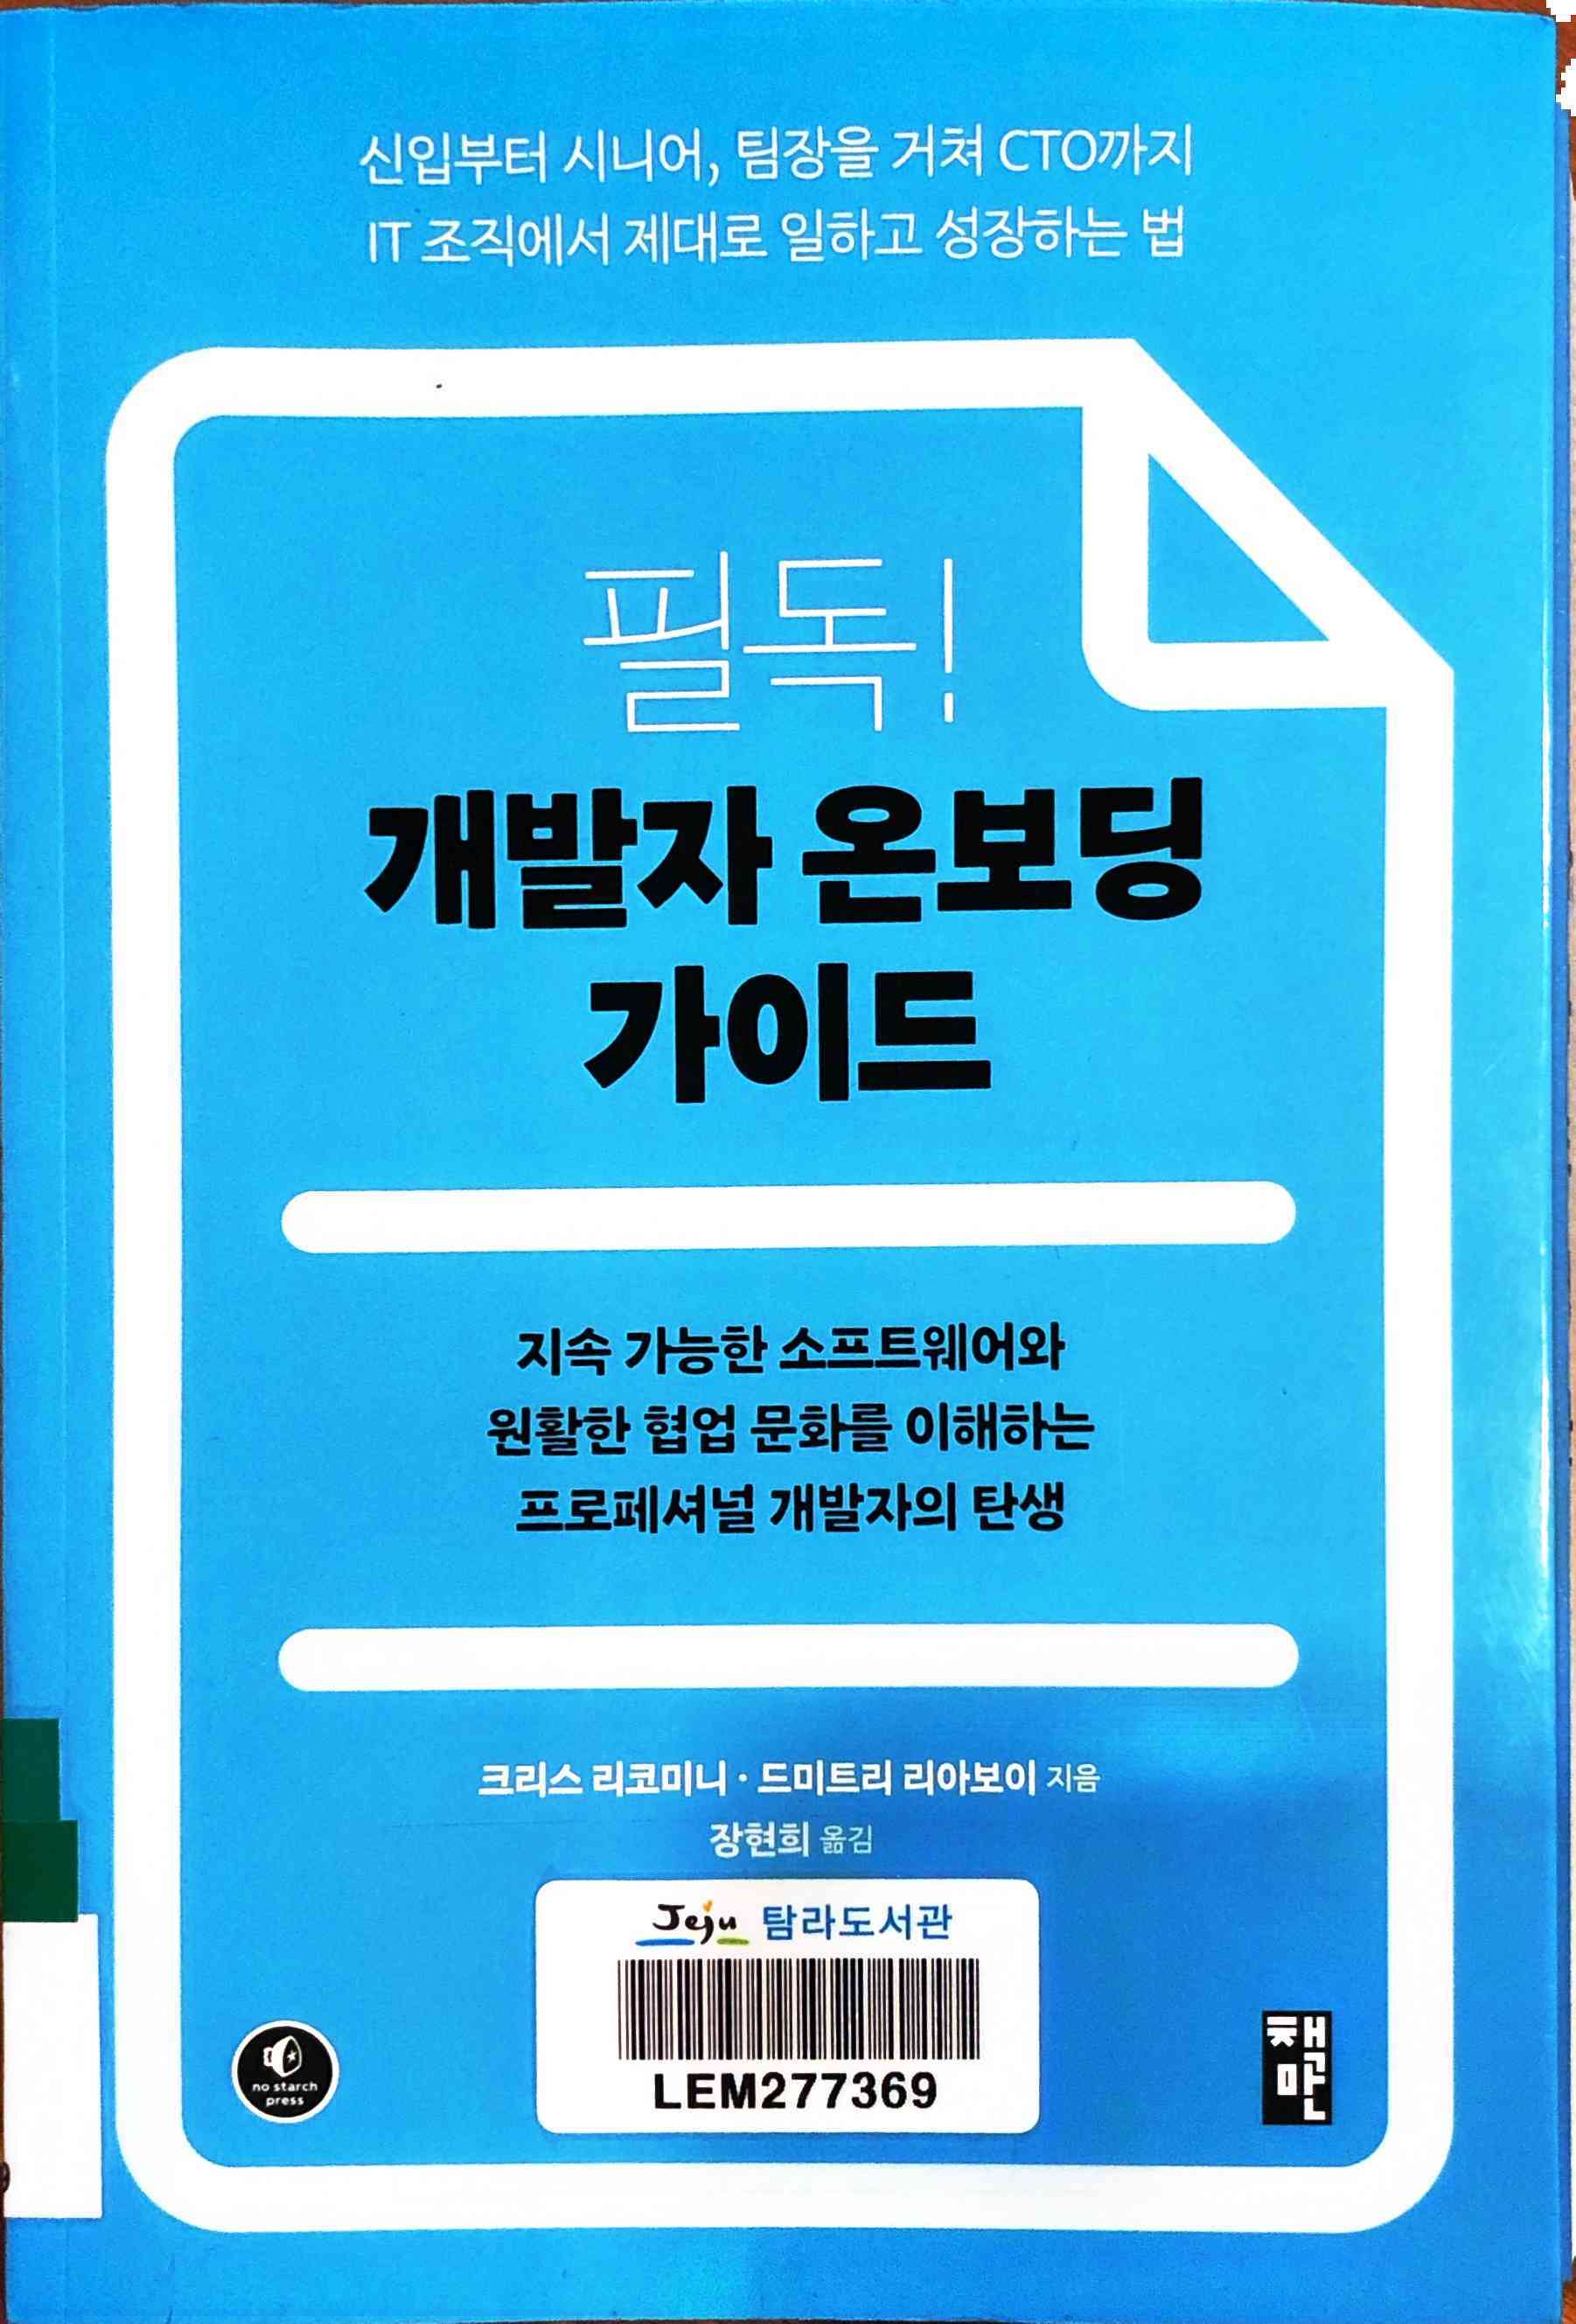 신입부터 시니어, 팀장을 거쳐 CTO까지
IT 조직에서 제대로 일하고 성장하는 법
필독!
개발자 온보딩
가이드
지속 가능한 소프트웨어와
원활한 협업 문화를 이해하는
프로페셔널 개발자의 탄생
크리스 리코미니 · 드미트리 리아보이 지음
장현희 옮김
Jeju 탐라도서관
LEM277369
no starch
press
책만